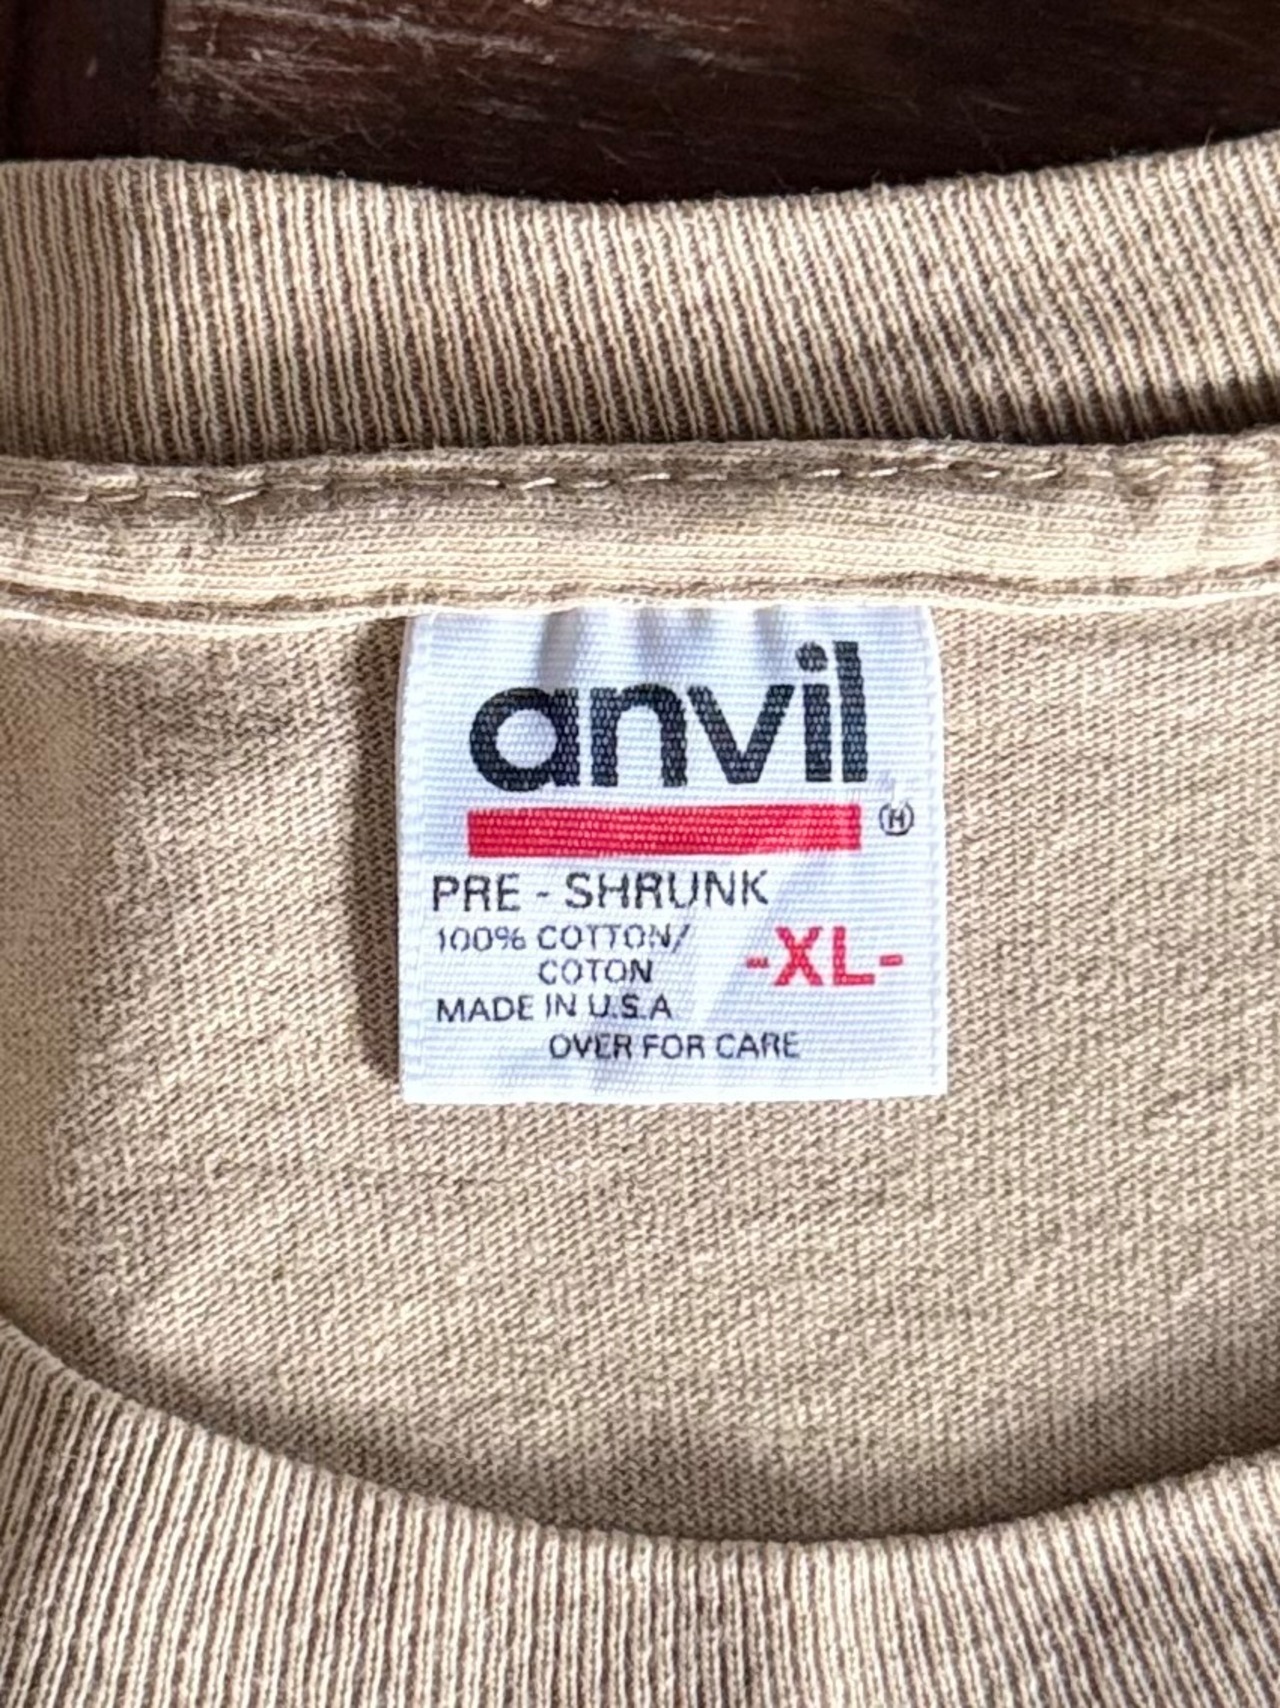 anvil
®
PRE - SHRUNK
100% COTTON/
COTON
-XL-
MADE IN U.S.A
OVER FOR CARE